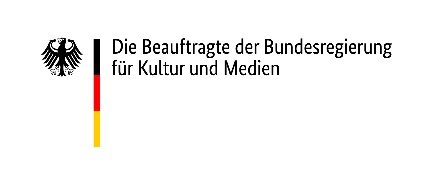 Die Beauftragte der Bundesregierung
für Kultur und Medien